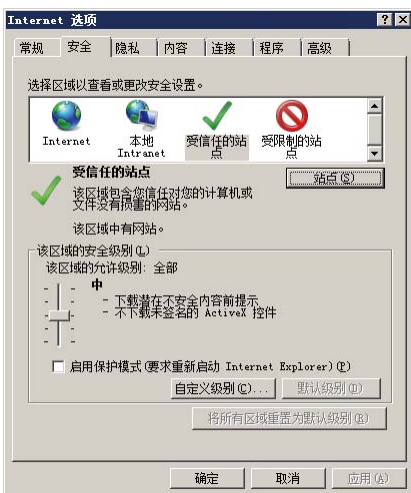 Internet 选项
常规 安全 隐私 内容 连接 程序 高级
选择区域以查看或更改安全设置。
Internet 本地 Intranet 受信任的站点 受限制的站点
受信任的站点
站点(S)
该区域包含您信任对您的计算机或
文件没有损害的网站。
该区域中有网站。
该区域的安全级别(L)
该区域的允许级别: 全部
中
- 下载潜在不安全内容前提示
- 不下载未签名的 ActiveX 控件
启用保护模式(要求重新启动 Internet Explorer)(P)
自定义级别(C)... 默认级别(D)
将所有区域重置为默认级别(R)
确定 取消 应用(A)